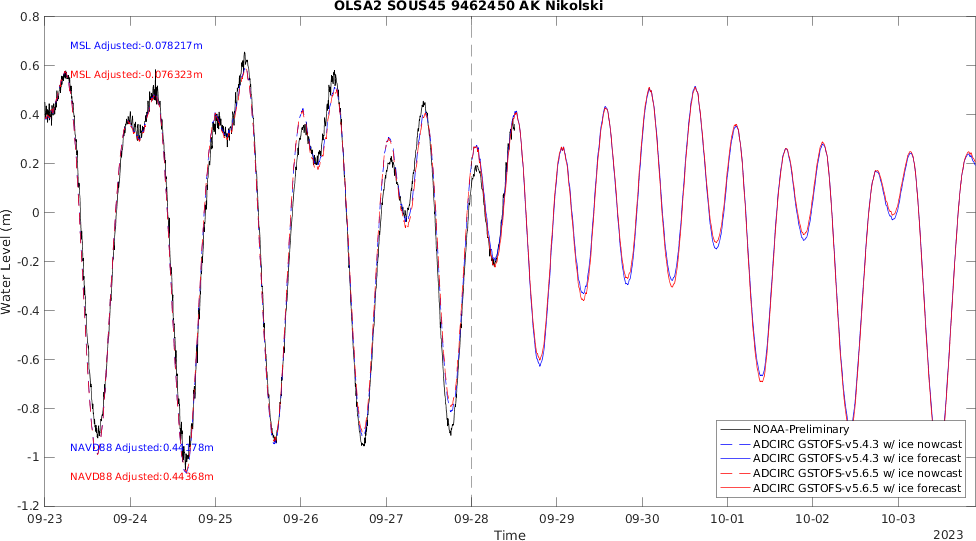 OLSA2 SOUS45 9462450 AK Nikolski
0.8
0.6
0.4
0.2
0
-0.2
-0.4
-0.6
-0.8
-1
-1.2
Water Level (m)
MSL Adjusted:-0.078217m
MSL Adjusted:-0.076323m
NAVD88 Adjusted:0.44178m
NAVD88 Adjusted:0.44368m
NOAA-Preliminary
ADCIRC GSTOFS-v5.4.3 w/ ice nowcast
ADCIRC GSTOFS-v5.4.3 w/ ice forecast
ADCIRC GSTOFS-v5.6.5 w/ ice nowcast
ADCIRC GSTOFS-v5.6.5 w/ ice forecast
09-23 09-24 09-25 09-26 09-27 09-28 09-29 09-30 10-01 10-02 10-03
Time
2023